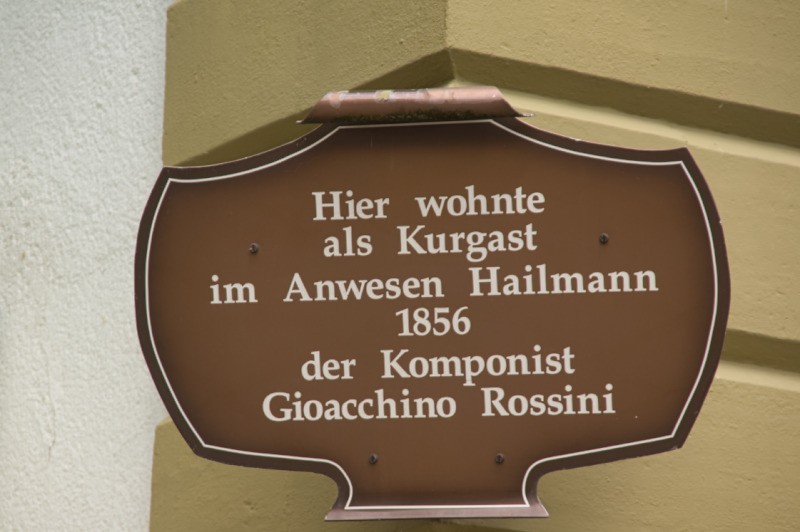 Hier wohnte
als Kurgast
im Anwesen Hailmann
1856
der Komponist
Gioacchino Rossini